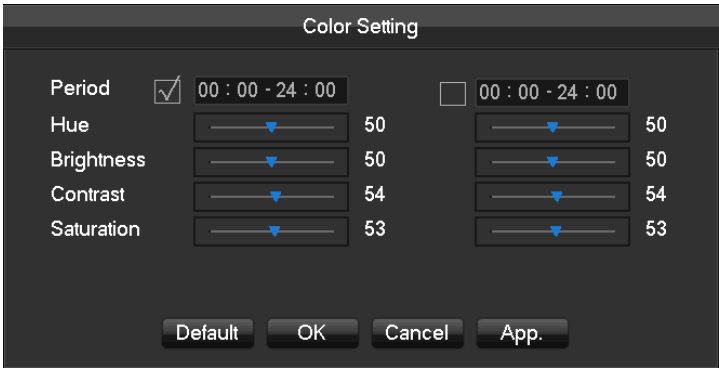 Color Setting
Period 00 : 00 - 24 : 00 00 : 00 - 24 : 00
Hue 50 50
Brightness 50 50
Contrast 54 54
Saturation 53 53
Default OK Cancel App.